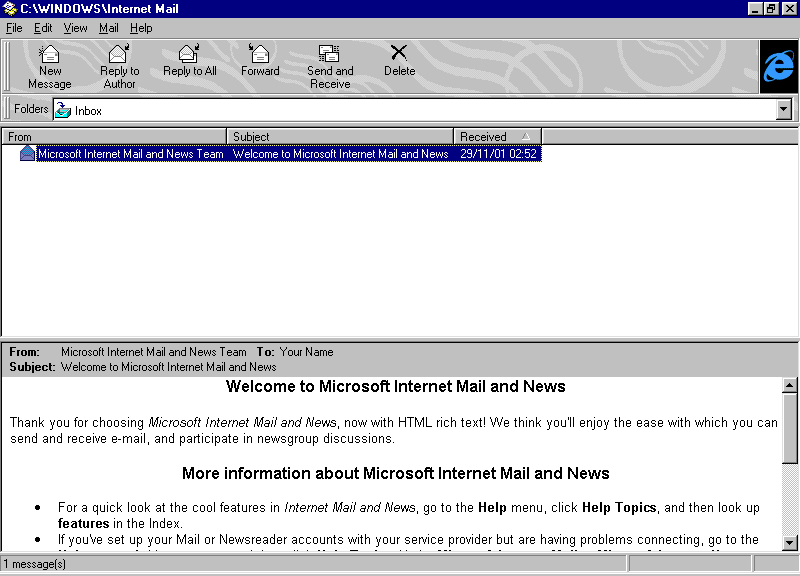 C:\WINDOWS\Internet Mail
File Edit View Mail Help
New Message
Reply to Author
Reply to All
Forward
Send and Receive
Delete
Folders Inbox
From Subject Received
Microsoft Internet Mail and News Team Welcome to Microsoft Internet Mail and News 29/11/01 02:52
From: Microsoft Internet Mail and News Team To: Your Name
Subject: Welcome to Microsoft Internet Mail and News
Welcome to Microsoft Internet Mail and News
Thank you for choosing Microsoft Internet Mail and News, now with HTML rich text! We think you'll enjoy the ease with which you can
send and receive e-mail, and participate in newsgroup discussions.
More information about Microsoft Internet Mail and News
• For a quick look at the cool features in Internet Mail and News, go to the Help menu, click Help Topics, and then look up
features in the Index.
• If you've set up your Mail or Newsreader accounts with your service provider but are having problems connecting, go to the
1 message(s)